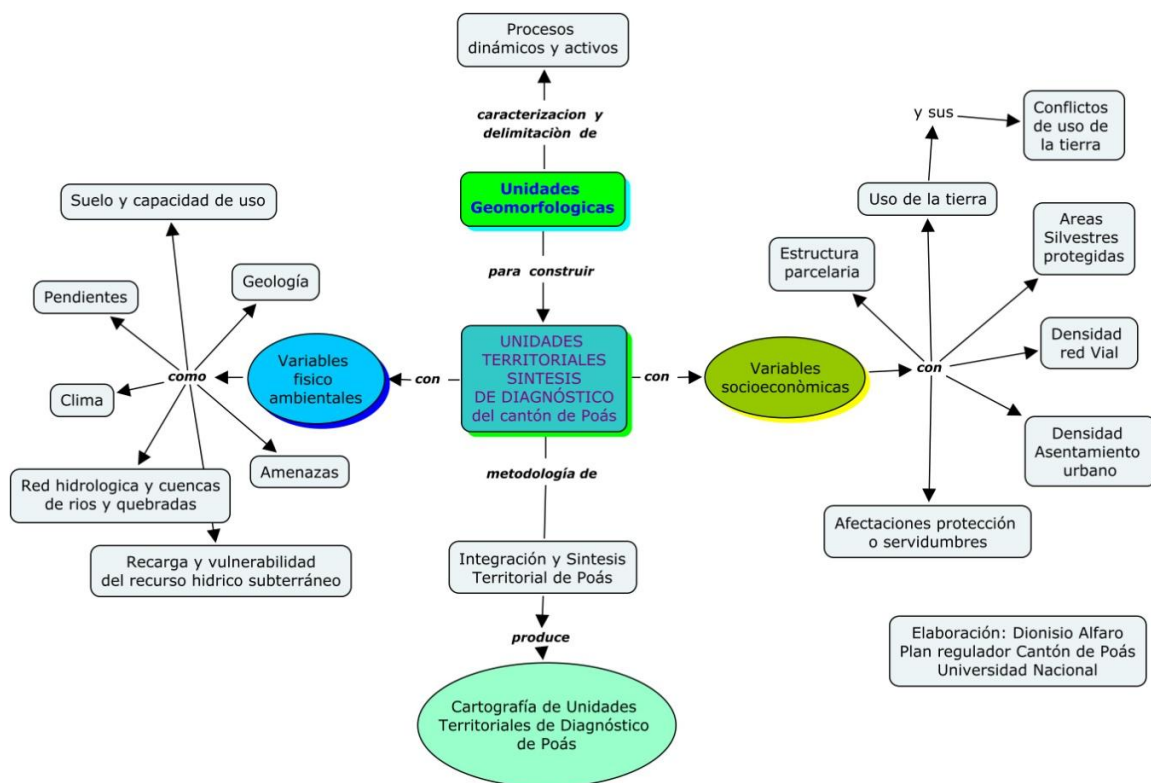 Procesos
dinámicos y activos
caracterizacion y
delimitaciòn de
Unidades
Geomorfologicas
para construir
UNIDADES
TERRITORIALES
SINTESIS
DE DIAGNÓSTICO
del cantón de Poás
con
Variables
fisico
ambientales
como
Suelo y capacidad de uso
Geología
Pendientes
Clima
Amenazas
Red hidrologica y cuencas
de rios y quebradas
Recarga y vulnerabilidad
del recurso hidrico subterráneo
con
Variables
socioeconòmicas
con
Estructura
parcelaria
Uso de la tierra
y sus
Conflictos
de uso de
la tierra
Areas
Silvestres
protegidas
Densidad
red Vial
Densidad
Asentamiento
urbano
Afectaciones protección
o servidumbres
metodología de
Integración y Sintesis
Territorial de Poás
produce
Cartografía de Unidades
Territoriales de Diagnóstico
de Poás
Elaboración: Dionisio Alfaro
Plan regulador Cantón de Poás
Universidad Nacional